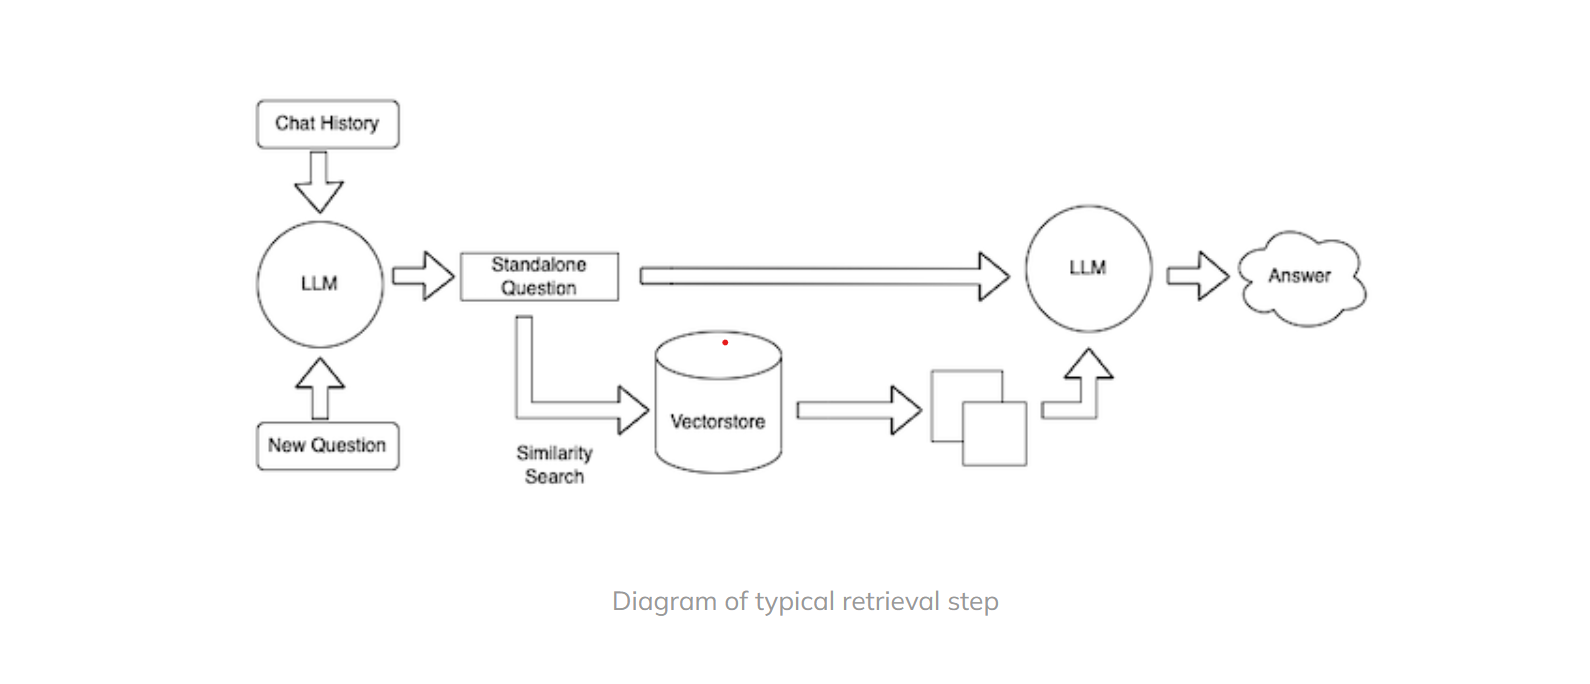 Chat History
LLM
New Question
Standalone
Question
Similarity
Search
Vectorstore
LLM
Answer
Diagram of typical retrieval step